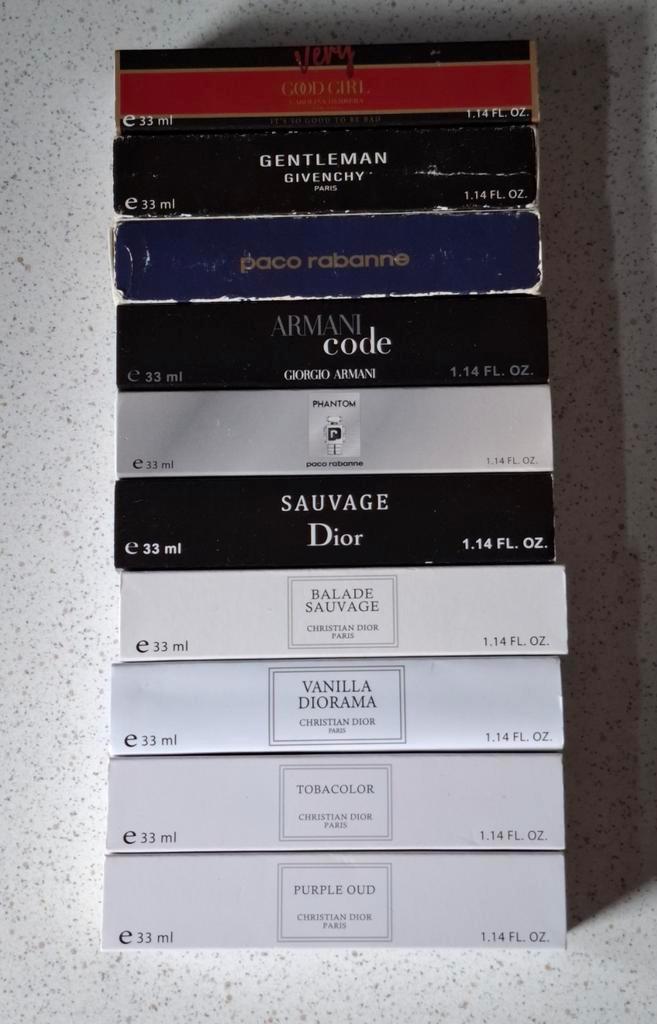 Very
GOOD GIRL
CAROLINA HERRERA
℮ 33 ml
IT'S SO GOOD TO BE BAD
1.14 FL. OZ.
GENTLEMAN
GIVENCHY
PARIS
℮ 33 ml
1.14 FL. OZ.
paco rabanne
ARMANI
code
GIORGIO ARMANI
℮ 33 ml
1.14 FL. OZ.
PHANTOM
P
paco rabanne
℮ 33 ml
1.14 FL. OZ.
SAUVAGE
Dior
℮ 33 ml
1.14 FL. OZ.
BALADE
SAUVAGE
CHRISTIAN DIOR
PARIS
℮ 33 ml
1.14 FL. OZ.
VANILLA
DIORAMA
CHRISTIAN DIOR
PARIS
℮ 33 ml
1.14 FL. OZ.
TOBACOLOR
CHRISTIAN DIOR
PARIS
℮ 33 ml
1.14 FL. OZ.
PURPLE OUD
CHRISTIAN DIOR
PARIS
℮ 33 ml
1.14 FL. OZ.